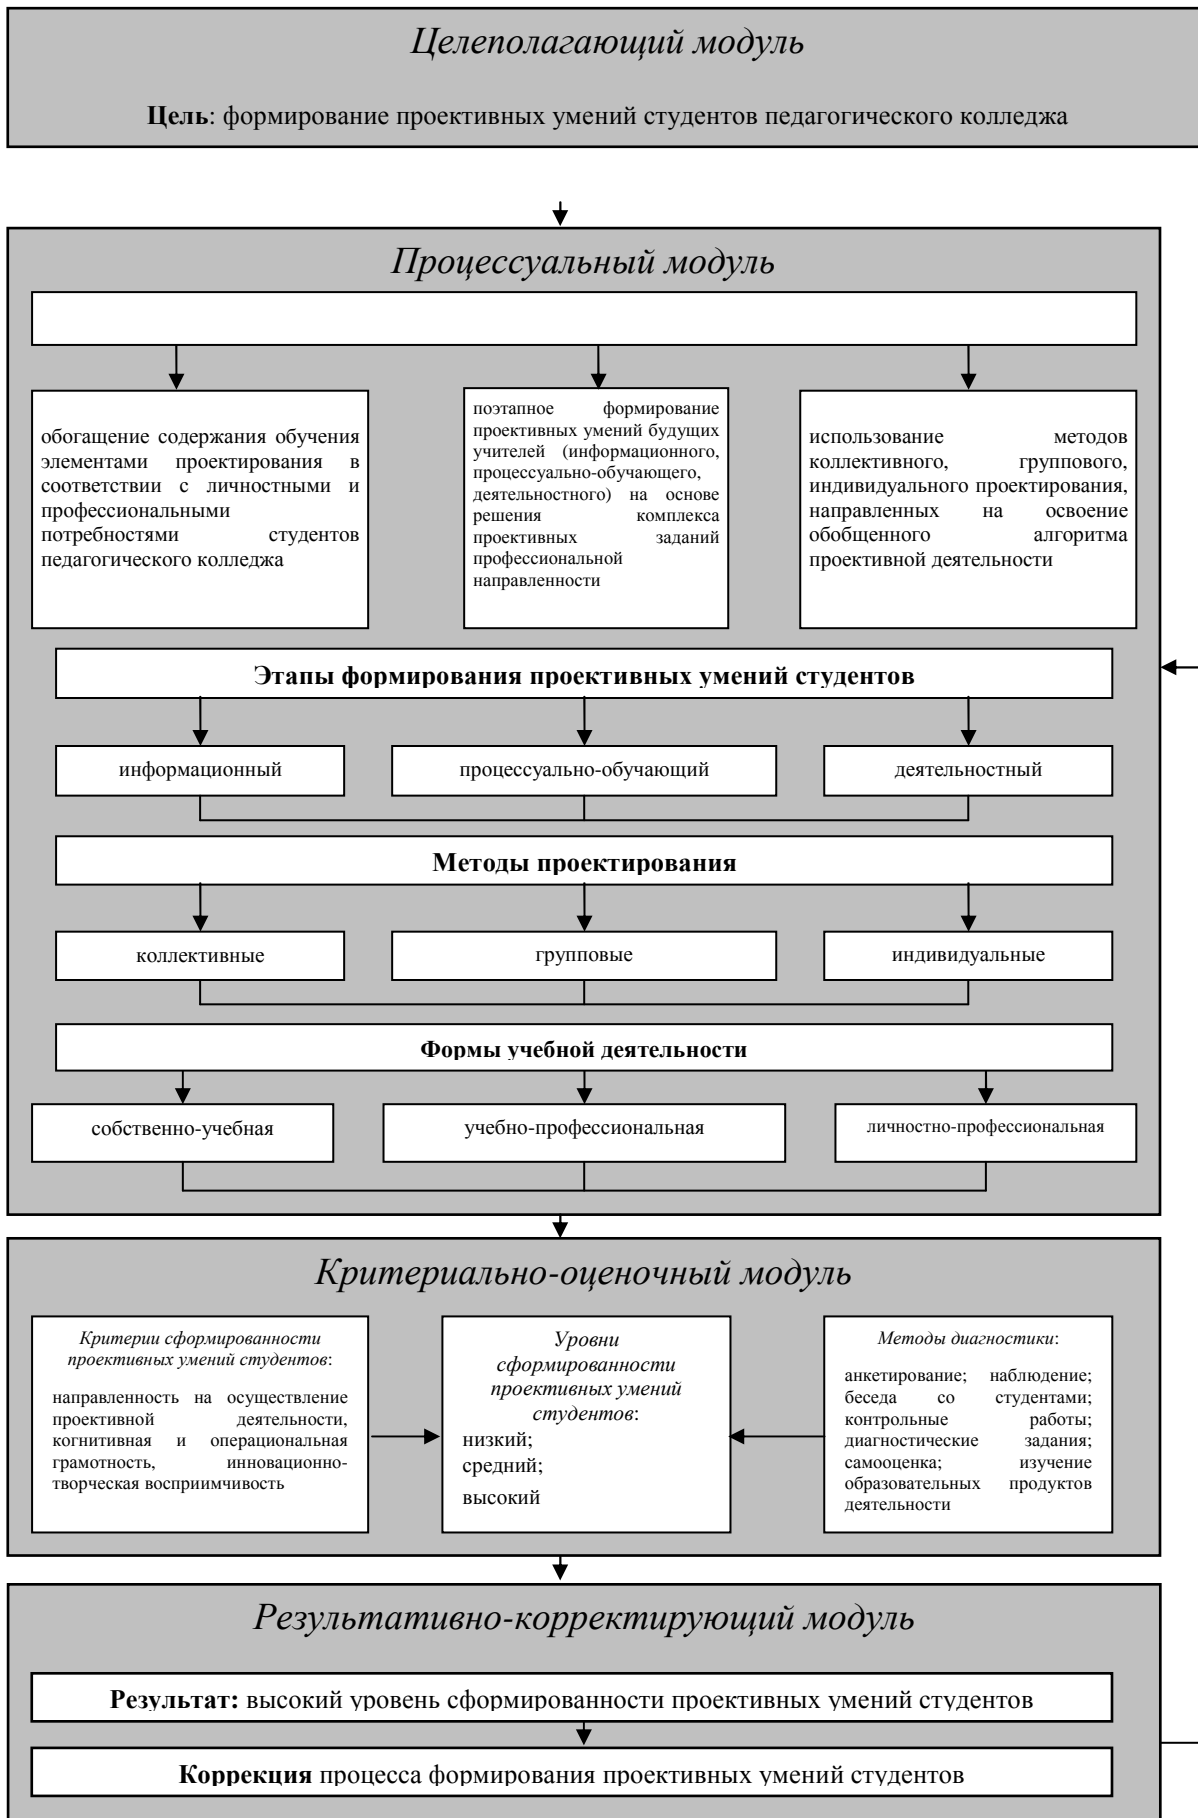 Целеполагающий модуль
Цель: формирование проективных умений студентов педагогического колледжа
Процессуальный модуль
обогащение содержания обучения
элементами проектирования в
соответствии с личностными и
профессиональными
потребностями студентов
педагогического колледжа
поэтапное формирование
проективных умений будущих
учителей (информационного,
процессуально-обучающего,
деятельностного) на основе
решения комплекса
проективных заданий
профессиональной
направленности
использование методов
коллективного, группового,
индивидуального проектирования,
направленных на освоение
обобщенного алгоритма
проективной деятельности
Этапы формирования проективных умений студентов
информационный
процессуально-обучающий
деятельностный
Методы проектирования
коллективные
групповые
индивидуальные
Формы учебной деятельности
собственно-учебная
учебно-профессиональная
личностно-профессиональная
Критериально-оценочный модуль
Критерии сформированности
проективных умений студентов:
направленность на осуществление
проективной деятельности,
когнитивная и операциональная
грамотность, инновационно-
творческая восприимчивость
Уровни
сформированности
проективных умений
студентов:
низкий;
средний;
высокий
Методы диагностики:
анкетирование; наблюдение;
беседа со студентами;
контрольные работы;
диагностические задания;
самооценка; изучение
образовательных продуктов
деятельности
Результативно-корректирующий модуль
Результат: высокий уровень сформированности проективных умений студентов
Коррекция процесса формирования проективных умений студентов